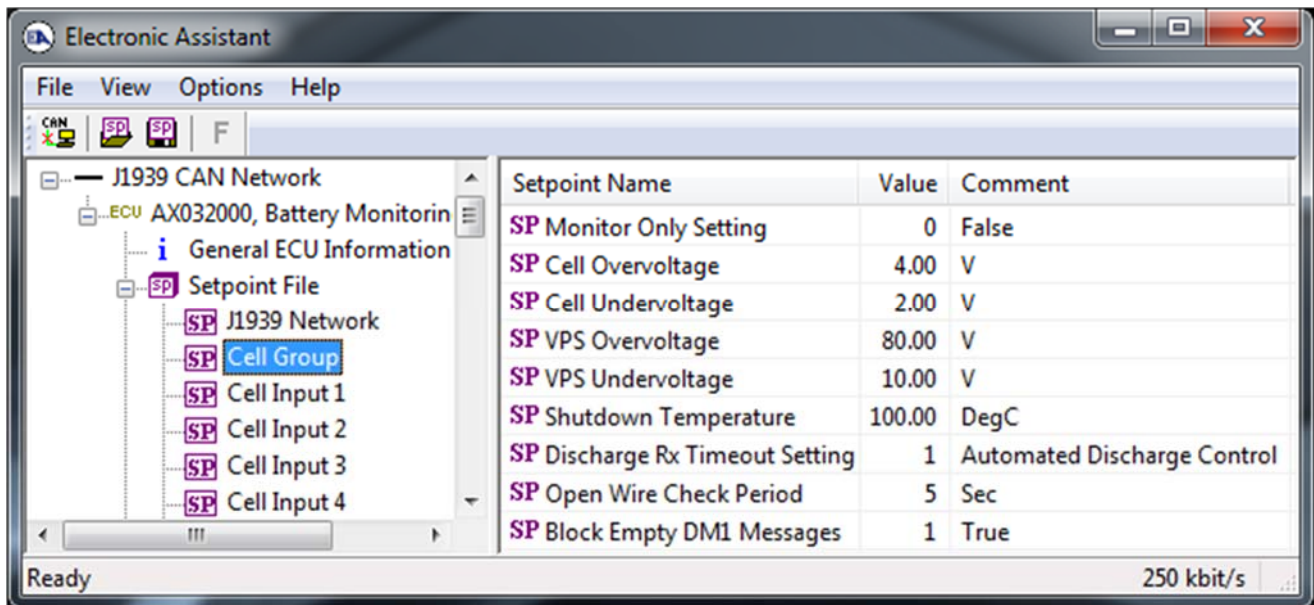 EA Electronic Assistant
File View Options Help
CAN SP SP F
J1939 CAN Network
ECU AX032000, Battery Monitorin
i General ECU Information
SP Setpoint File
SP J1939 Network
SP Cell Group
SP Cell Input 1
SP Cell Input 2
SP Cell Input 3
SP Cell Input 4
Setpoint Name Value Comment
SP Monitor Only Setting 0 False
SP Cell Overvoltage 4.00 V
SP Cell Undervoltage 2.00 V
SP VPS Overvoltage 80.00 V
SP VPS Undervoltage 10.00 V
SP Shutdown Temperature 100.00 DegC
SP Discharge Rx Timeout Setting 1 Automated Discharge Control
SP Open Wire Check Period 5 Sec
SP Block Empty DM1 Messages 1 True
Ready 250 kbit/s